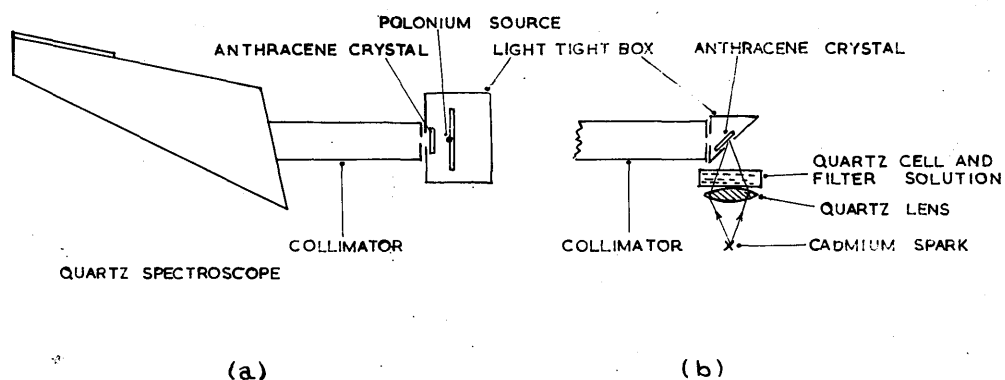 POLONIUM SOURCE
ANTHRACENE CRYSTAL
LIGHT TIGHT BOX
ANTHRACENE CRYSTAL
QUARTZ CELL AND
FILTER SOLUTION
QUARTZ LENS
COLLIMATOR
COLLIMATOR
CADMIUM SPARK
QUARTZ SPECTROSCOPE
(a)
(b)